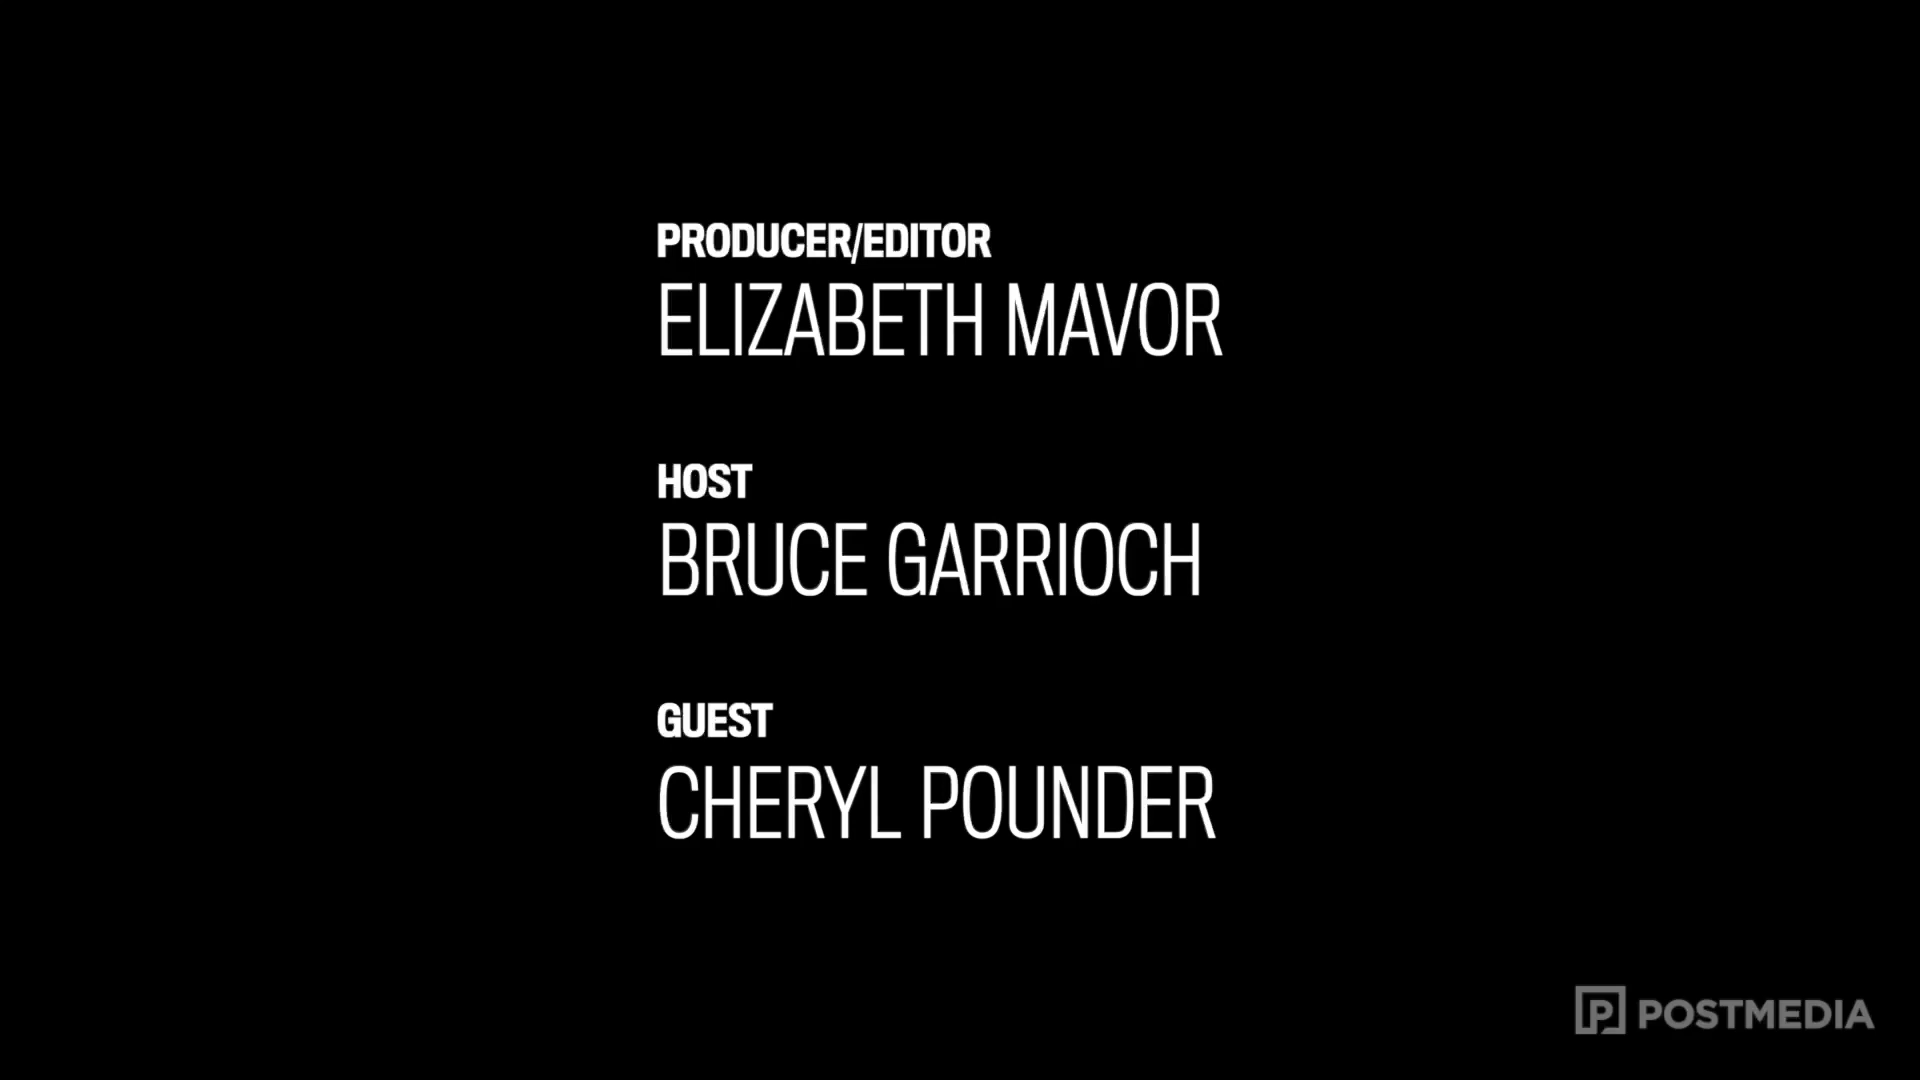 PRODUCER/EDITOR
ELIZABETH MAVOR
HOST
BRUCE GARRIOCH
GUEST
CHERYL POUNDER
POSTMEDIA